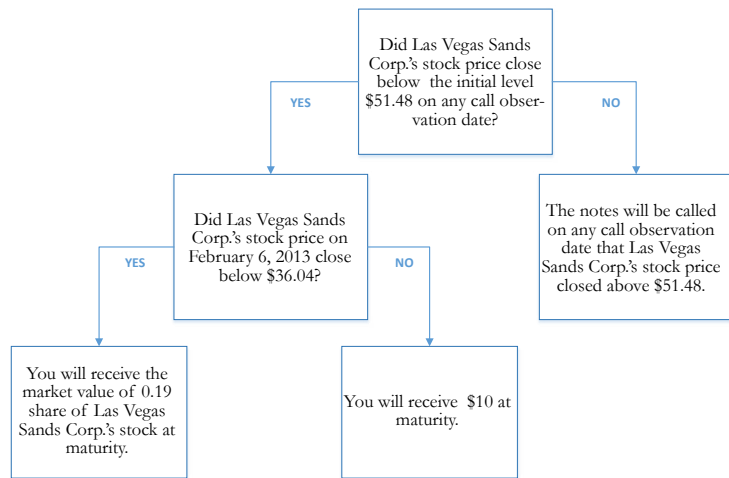 Did Las Vegas Sands
Corp.'s stock price close
below the initial level
$51.48 on any call obser-
vation date?
YES
NO
Did Las Vegas Sands
Corp.'s stock price on
February 6, 2013 close
below $36.04?
The notes will be called
on any call observation
date that Las Vegas
Sands Corp.'s stock price
closed above $51.48.
YES
NO
You will receive the
market value of 0.19
share of Las Vegas
Sands Corp.'s stock at
maturity.
You will receive $10 at
maturity.